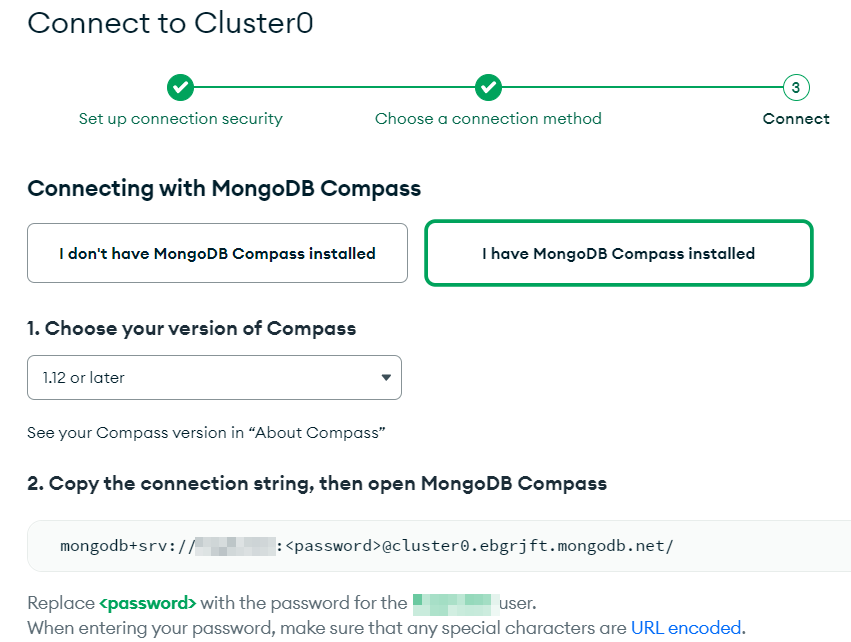 Connect to Cluster0
3
Set up connection security
Choose a connection method
Connect
Connecting with MongoDB Compass
I don't have MongoDB Compass installed
I have MongoDB Compass installed
1. Choose your version of Compass
1.12 or later
See your Compass version in “About Compass”
2. Copy the connection string, then open MongoDB Compass
mongodb+srv://:<password>@cluster0.ebgrjft.mongodb.net/
Replace <password> with the password for the user.
When entering your password, make sure that any special characters are URL encoded.